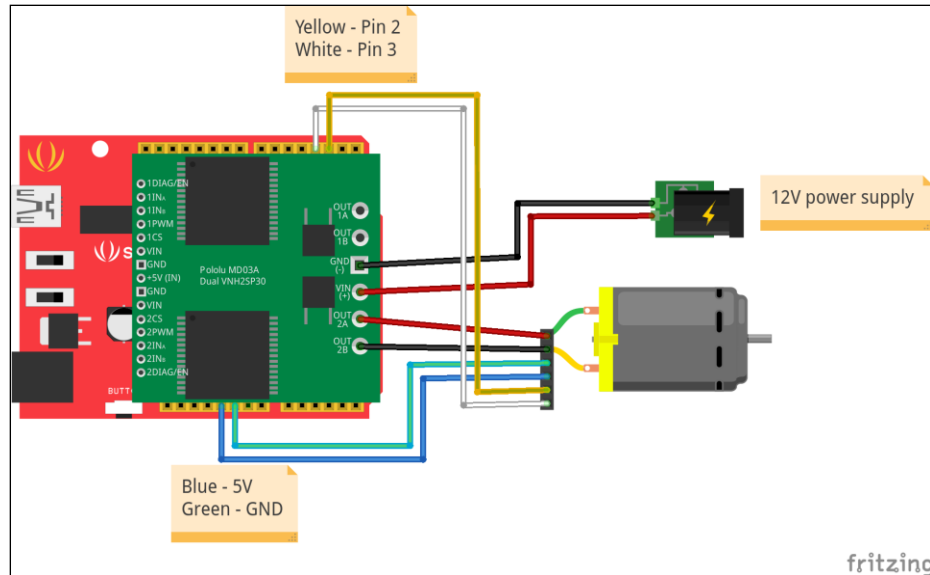 Yellow - Pin 2
White - Pin 3
1DIAG/EN
1INA
1INB
1PWM
1CS
VIN
GND
+5V (IN)
GND
VIN
2CS
2PWM
2INA
2INB
2DIAG/EN
S
Pololu MD03A
Dual VNH2SP30
OUT
1A
OUT
1B
GND
(-)
VIN
(+)
OUT
2A
OUT
2B
BUTTO
12V power supply
Blue - 5V
Green - GND
fritzing